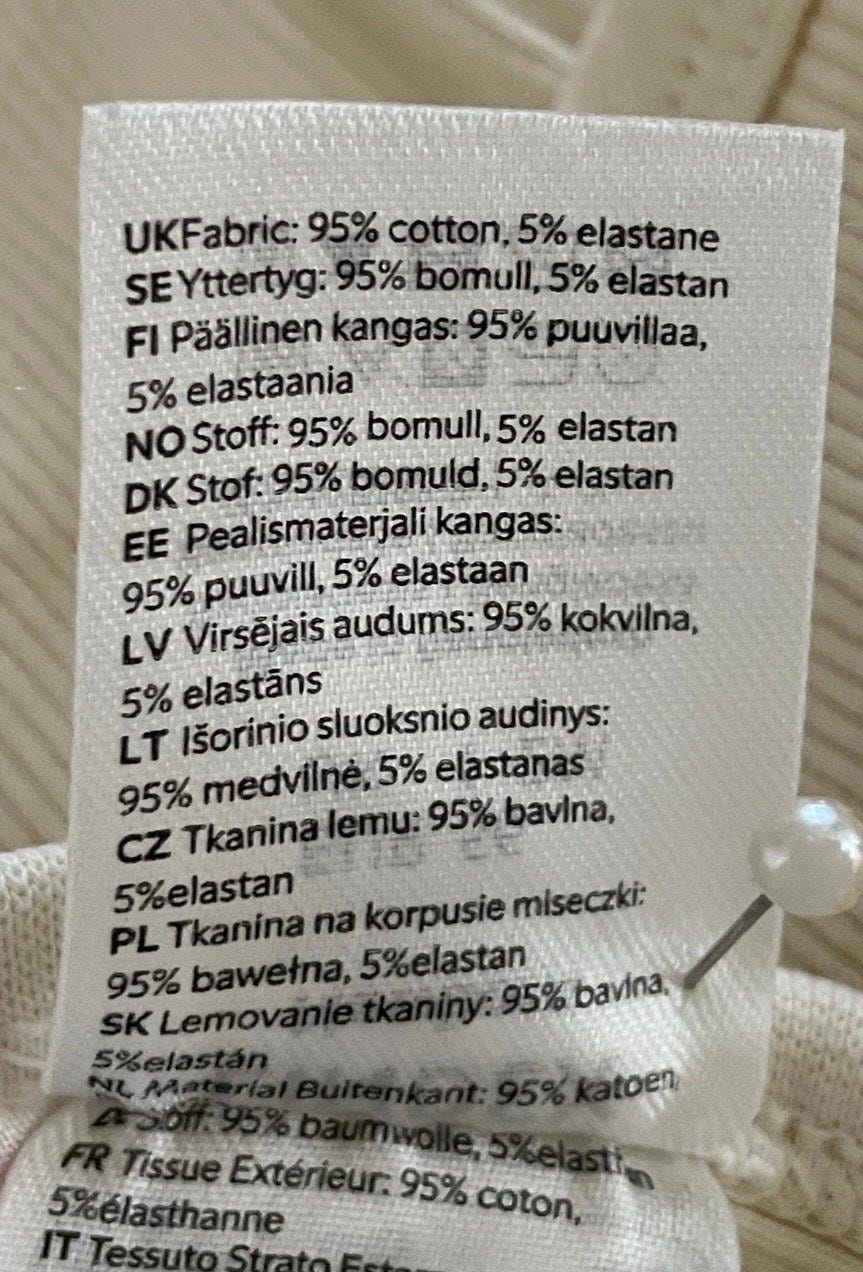 UKFabric: 95% cotton, 5% elastane
SE Yttertyg: 95% bomull, 5% elastan
FI Päällinen kangas: 95% puuvillaa,
5% elastaania
NO Stoff: 95% bomull, 5% elastan
DK Stof: 95% bomuld, 5% elastan
EE Pealismaterjali kangas:
95% puuvill, 5% elastaan
LV Virsējais audums: 95% kokvilna,
5% elastāns
LT Išorinio sluoksnio audinys:
95% medvilnė, 5% elastanas
CZ Tkanina lemu: 95% bavlna,
5%elastan
PL Tkanina na korpusie miseczki:
95% bawełna, 5%elastan
SK Lemovanie tkaniny: 95% bavlna,
5%elastán
NL Material Buitenkant: 95% katoen,
Stoff: 95% baumwolle,
FR Tissue Extérieur: 95% coton,
5%élasthanne
IT Tessuto Strato